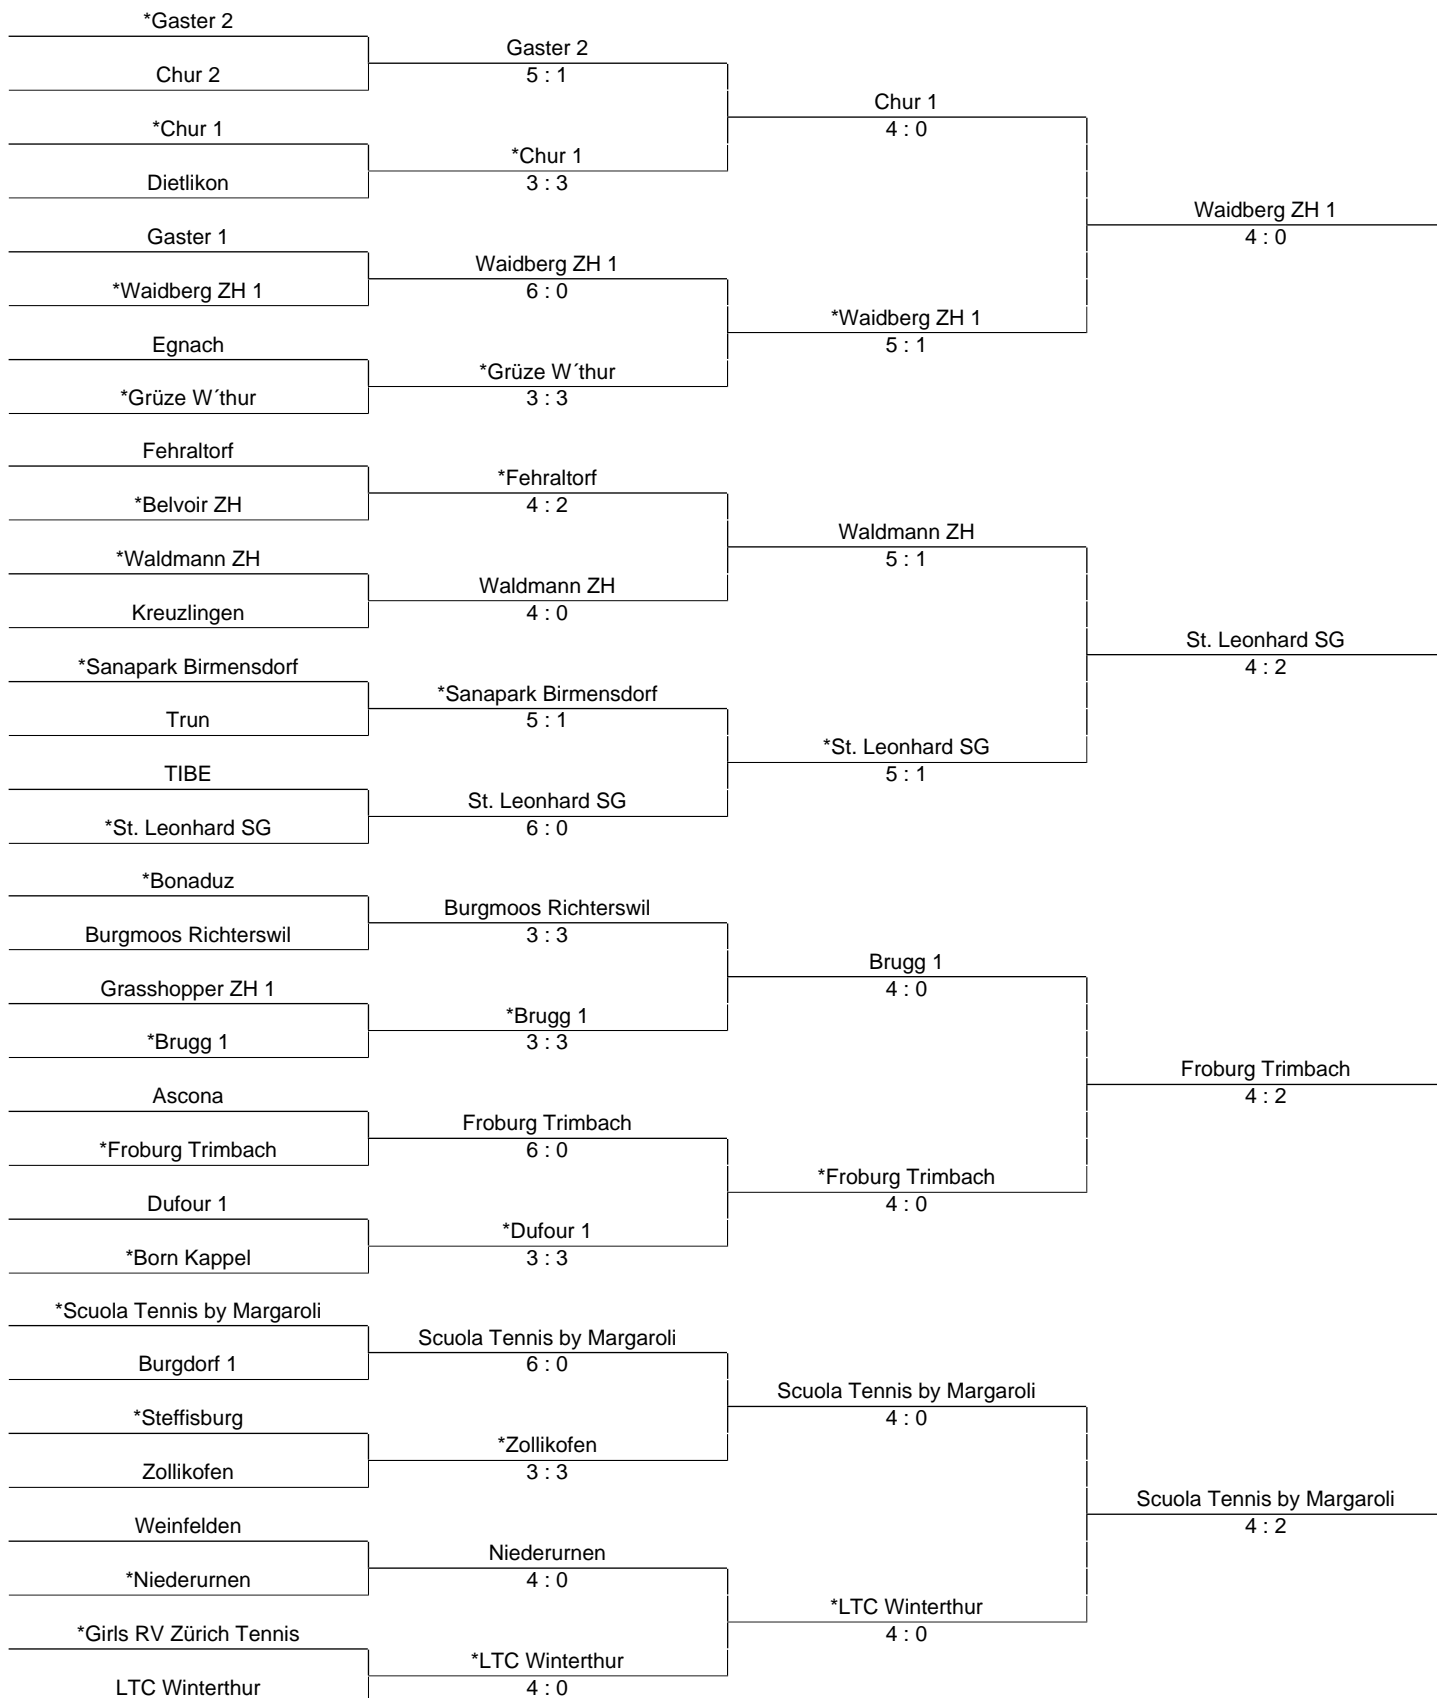 *Gaster 2
Gaster 2
Chur 2
5 : 1
Chur 1
*Chur 1
4 : 0
*Chur 1
Dietlikon
3 : 3
Waidberg ZH 1
Gaster 1
4 : 0
Waidberg ZH 1
*Waidberg ZH 1
6 : 0
*Waidberg ZH 1
Egnach
5 : 1
*Grüze W´thur
*Grüze W´thur
3 : 3
Fehraltorf
*Fehraltorf
*Belvoir ZH
4 : 2
Waldmann ZH
*Waldmann ZH
5 : 1
Waldmann ZH
Kreuzlingen
4 : 0
St. Leonhard SG
*Sanapark Birmensdorf
4 : 2
*Sanapark Birmensdorf
Trun
5 : 1
*St. Leonhard SG
TIBE
5 : 1
St. Leonhard SG
*St. Leonhard SG
6 : 0
*Bonaduz
Burgmoos Richterswil
Burgmoos Richterswil
3 : 3
Brugg 1
Grasshopper ZH 1
4 : 0
*Brugg 1
*Brugg 1
3 : 3
Froburg Trimbach
Ascona
4 : 2
Froburg Trimbach
*Froburg Trimbach
6 : 0
*Froburg Trimbach
Dufour 1
4 : 0
*Dufour 1
*Born Kappel
3 : 3
*Scuola Tennis by Margaroli
Scuola Tennis by Margaroli
Burgdorf 1
6 : 0
Scuola Tennis by Margaroli
*Steffisburg
4 : 0
*Zollikofen
Zollikofen
3 : 3
Scuola Tennis by Margaroli
Weinfelden
4 : 2
Niederurnen
*Niederurnen
4 : 0
*LTC Winterthur
*Girls RV Zürich Tennis
4 : 0
*LTC Winterthur
LTC Winterthur
4 : 0